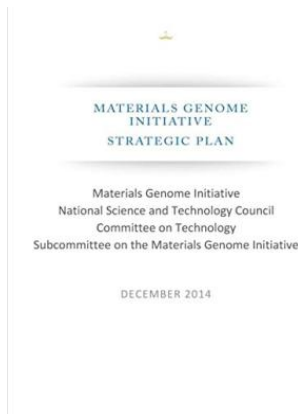 MATERIALS GENOME
INITIATIVE
STRATEGIC PLAN
Materials Genome Initiative
National Science and Technology Council
Committee on Technology
Subcommittee on the Materials Genome Initiative
DECEMBER 2014